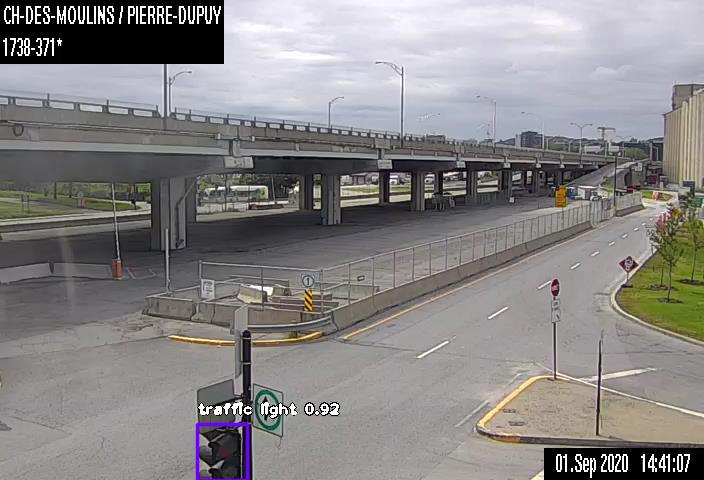 CH-DES-MOULINS / PIERRE-DUPUY
1738-371*
traffic light 0.92
01.Sep 2020 14:41:07